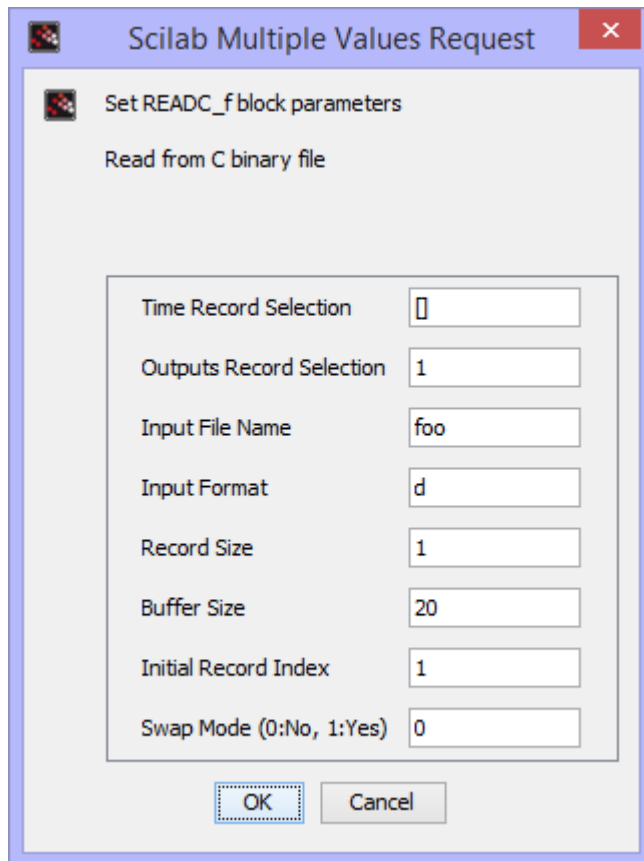 Scilab Multiple Values Request
Set READC_f block parameters
Read from C binary file
Time Record Selection []
Outputs Record Selection 1
Input File Name foo
Input Format d
Record Size 1
Buffer Size 20
Initial Record Index 1
Swap Mode (0:No, 1:Yes) 0
OK Cancel